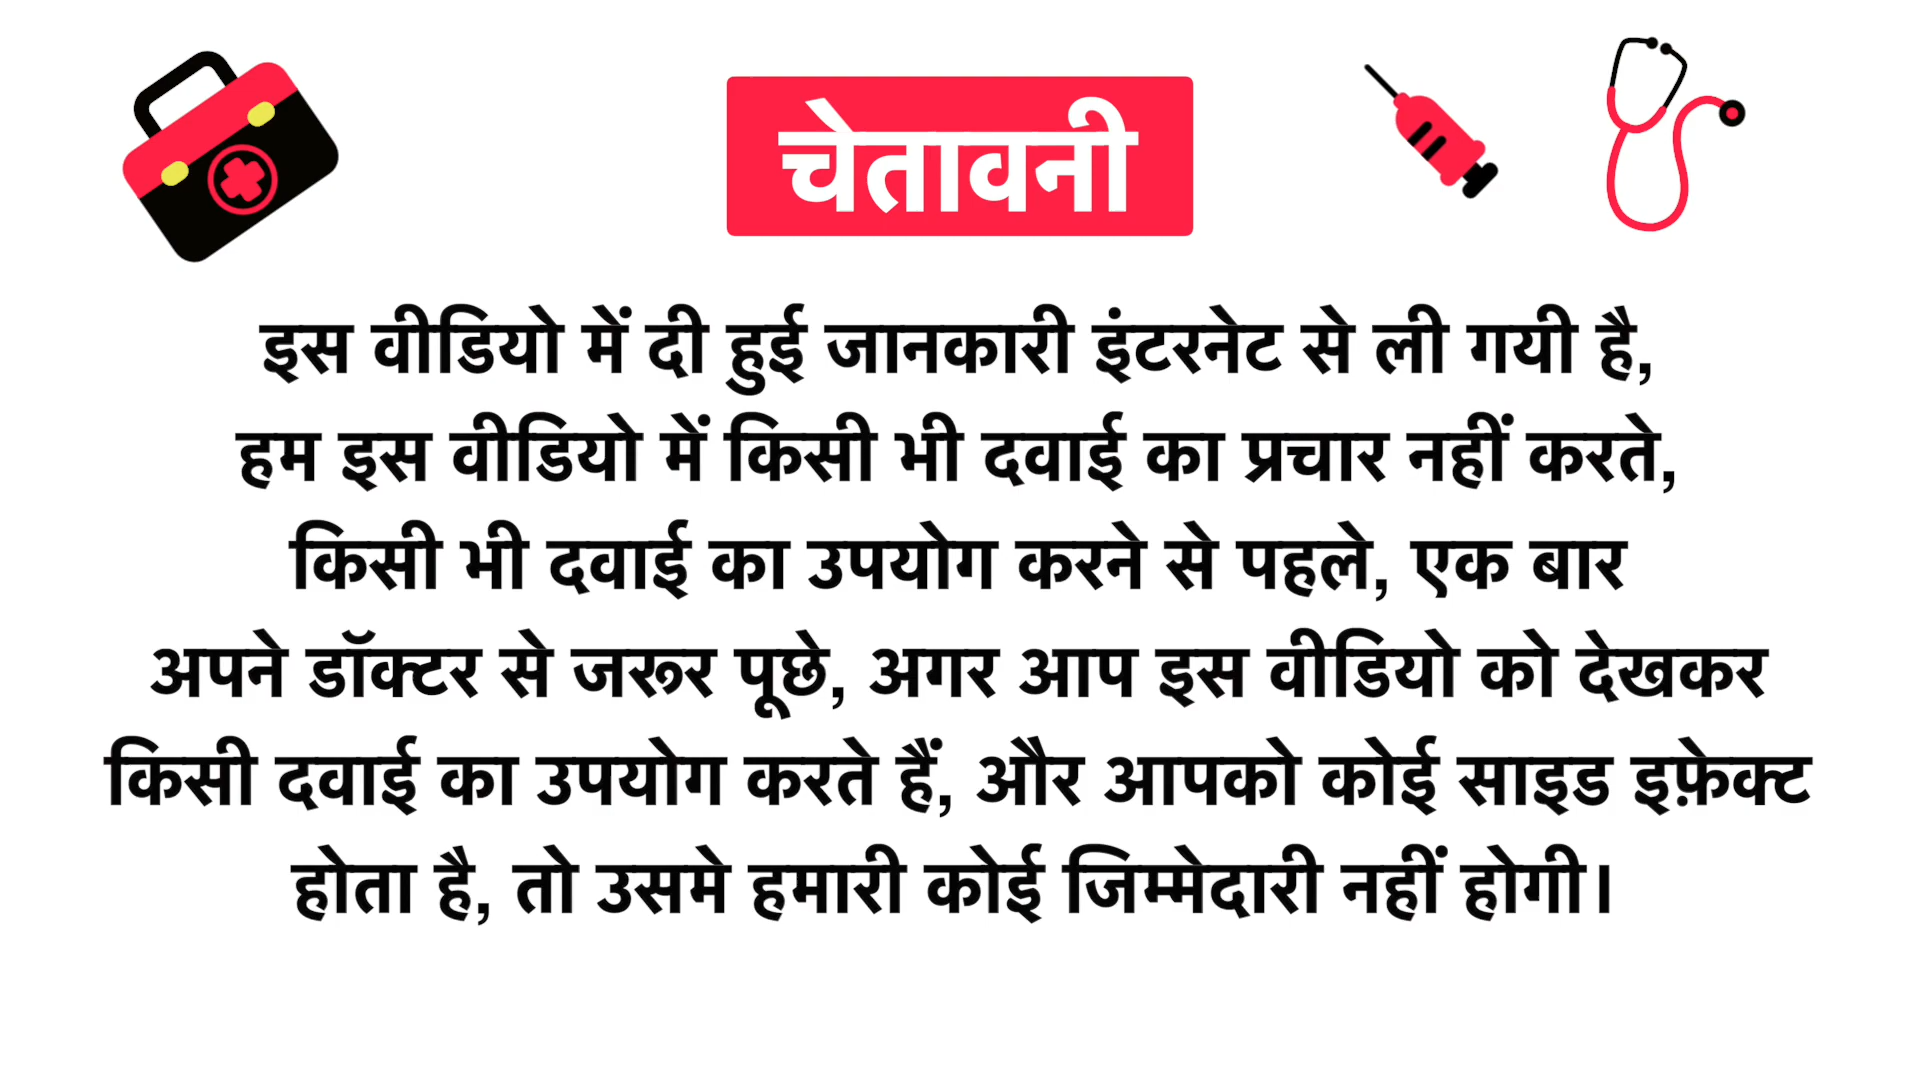 चेतावनी
इस वीडियो में दी हुई जानकारी इंटरनेट से ली गयी है,
हम इस वीडियो में किसी भी दवाई का प्रचार नहीं करते,
किसी भी दवाई का उपयोग करने से पहले, एक बार
अपने डॉक्टर से जरूर पूछे, अगर आप इस वीडियो को देखकर
किसी दवाई का उपयोग करते हैं, और आपको कोई साइड इफ़ेक्ट
होता है, तो उसमे हमारी कोई जिम्मेदारी नहीं होगी।